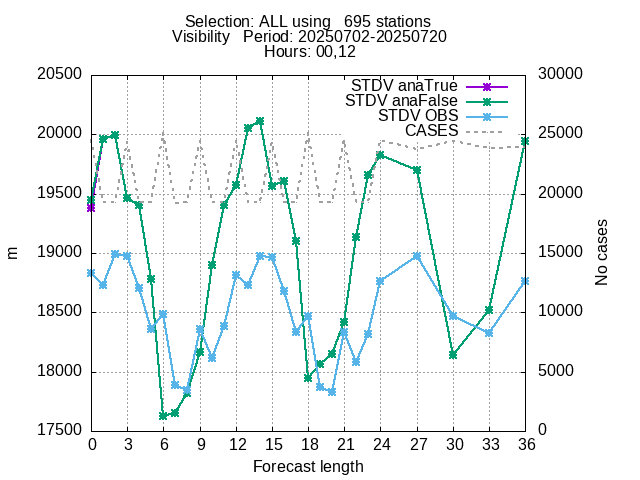 Selection: ALL using   695 stations
Visibility   Period: 20250702-20250720
Hours: 00,12
STDV anaTrue
STDV anaFalse
STDV OBS
CASES
20500
20000
19500
19000
18500
18000
17500
30000
25000
20000
15000
10000
5000
0
m
No cases
0 3 6 9 12 15 18 21 24 27 30 33 36
Forecast length